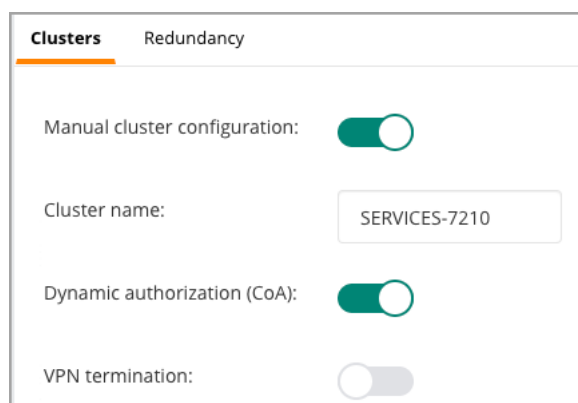 Clusters Redundancy
Manual cluster configuration:
Cluster name: SERVICES-7210
Dynamic authorization (CoA):
VPN termination: